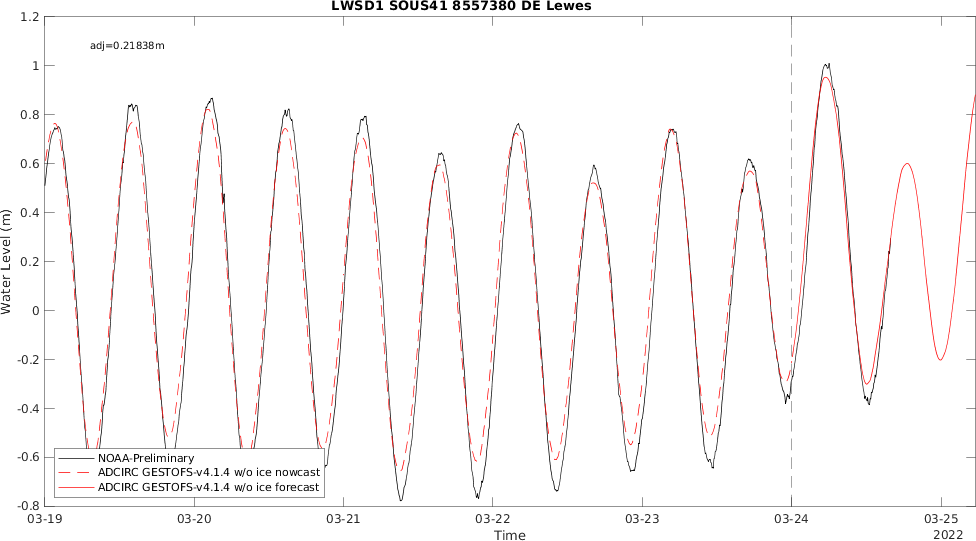 LWSD1 SOUS41 8557380 DE Lewes
1.2
adj=0.21838m
1
0.8
0.6
0.4
0.2
0
-0.2
-0.4
-0.6
-0.8
Water Level (m)
NOAA-Preliminary
ADCIRC GESTOFS-v4.1.4 w/o ice nowcast
ADCIRC GESTOFS-v4.1.4 w/o ice forecast
03-19 03-20 03-21 03-22 03-23 03-24 03-25
Time
2022